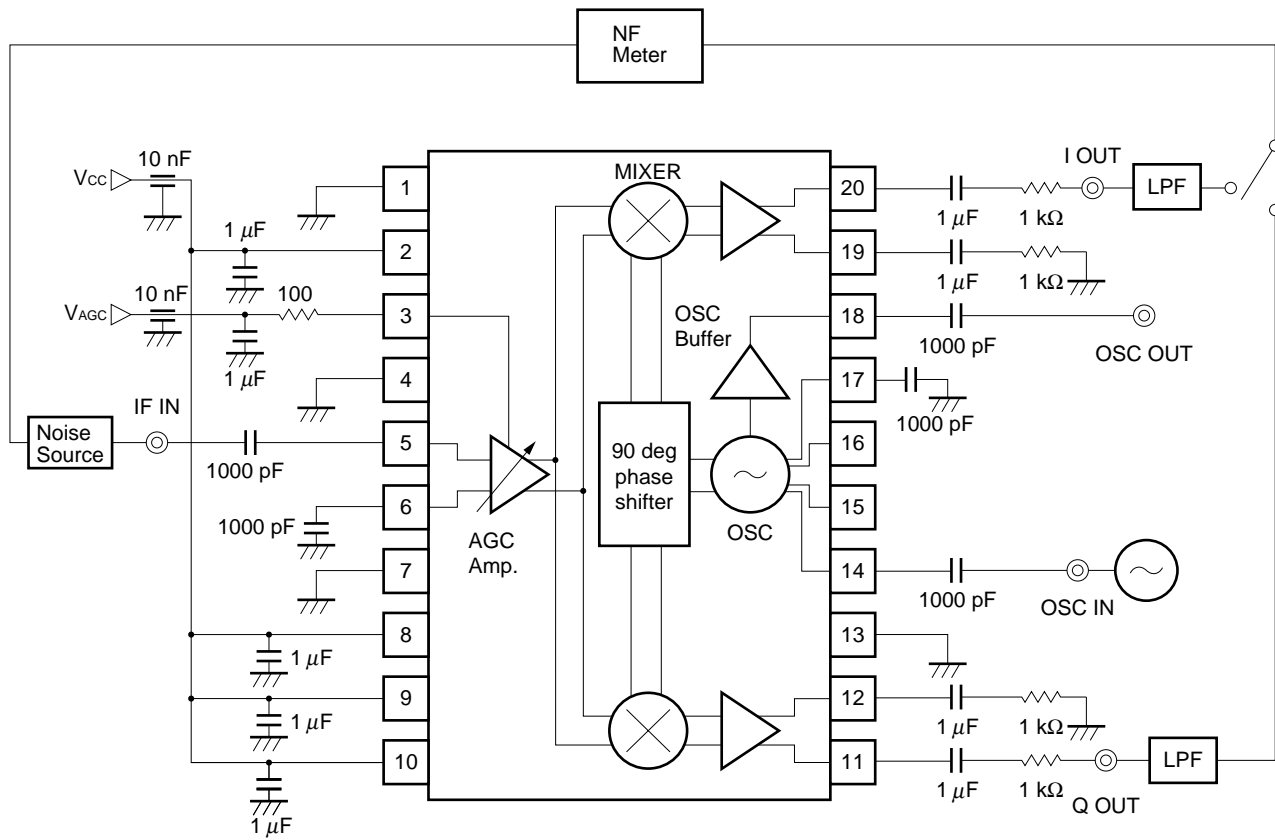 NF
Meter
VCC
10 nF
1 μF
VAGC
10 nF
100
1 μF
IF IN
Noise
Source
1000 pF
1000 pF
1 μF
1 μF
1 μF
1
2
3
4
5
6
7
8
9
10
MIXER
AGC
Amp.
90 deg
phase
shifter
OSC
Buffer
OSC
20
19
18
17
16
15
14
13
12
11
1 μF
1 kΩ
I OUT
LPF
1 μF
1 kΩ
1000 pF
OSC OUT
1000 pF
1000 pF
OSC IN
1 μF
1 kΩ
1 μF
1 kΩ
Q OUT
LPF